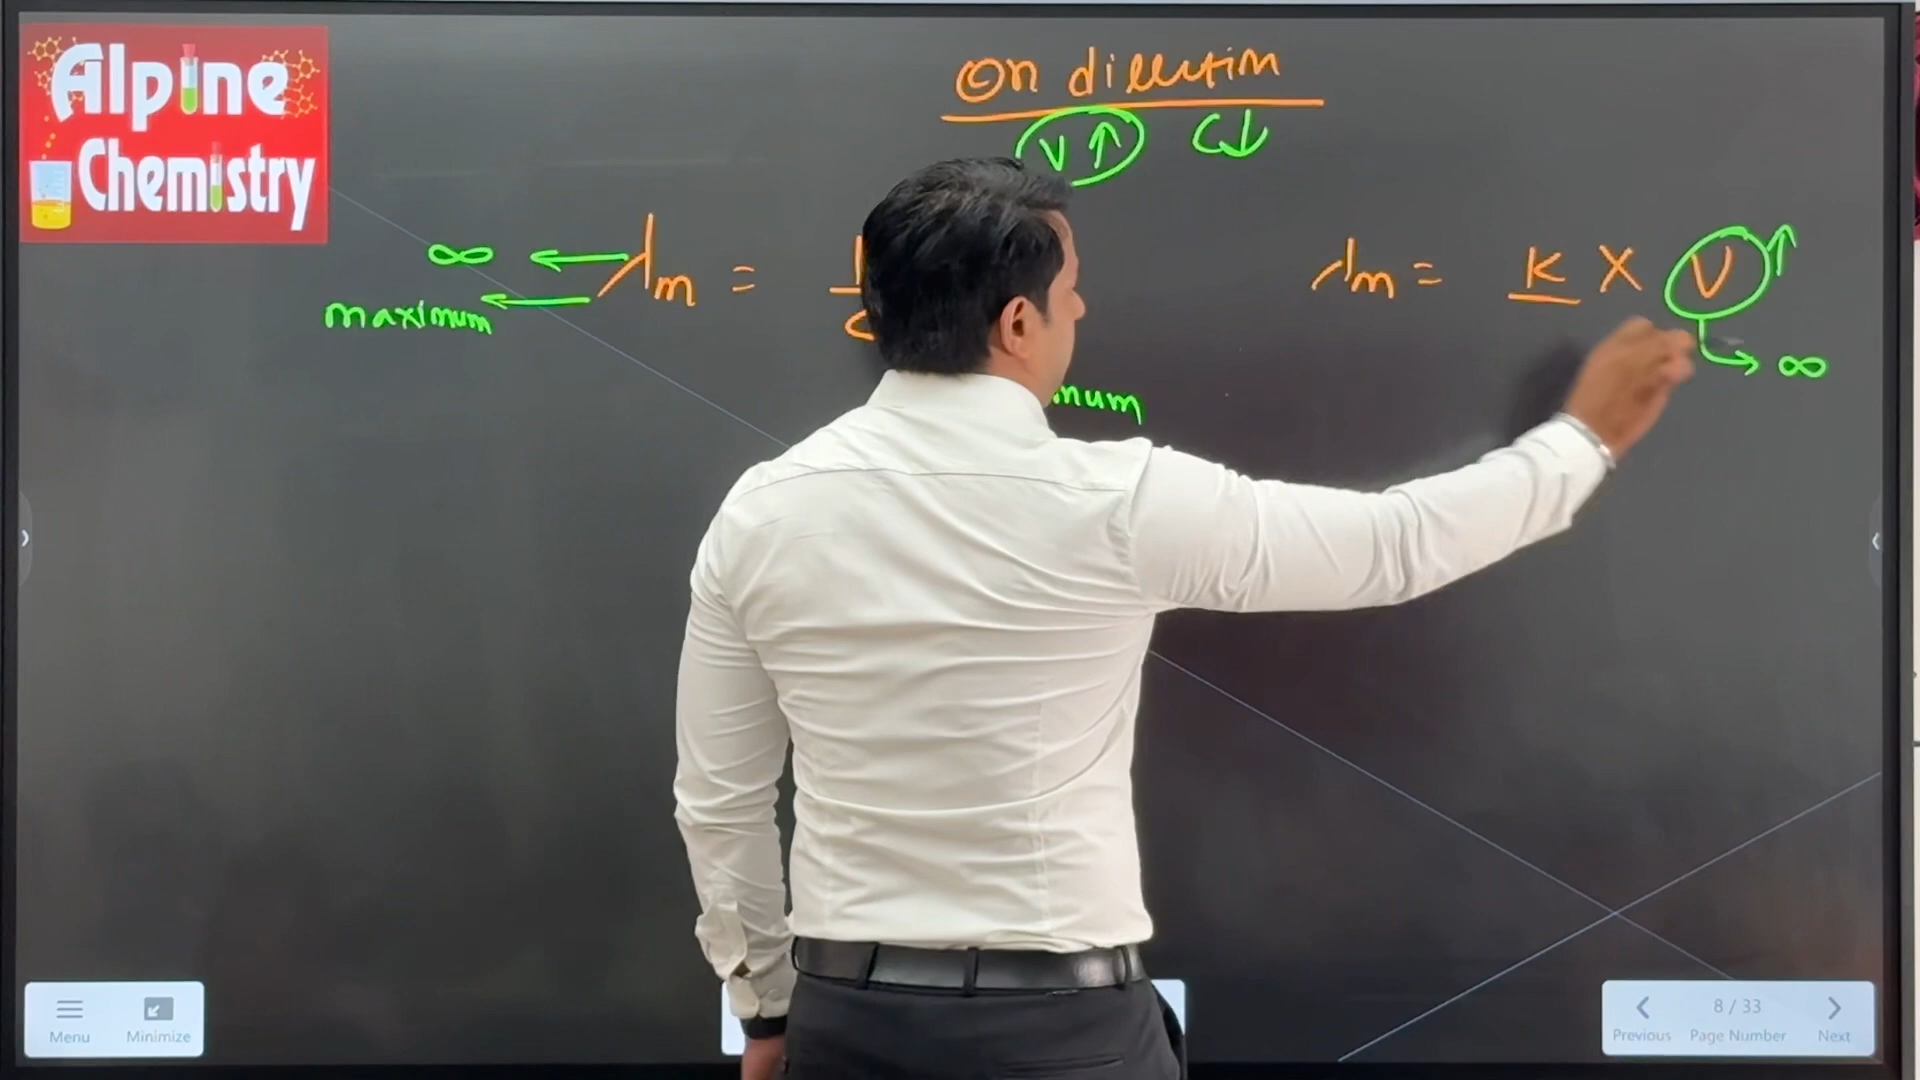 Alpine
Chemistry
On dilution
V↑ C↓
∞ ← λm =
maximum ←
λm = K X V ↑
→ ∞
mum
Menu
Minimize
8 / 33
Previous Page Number Next